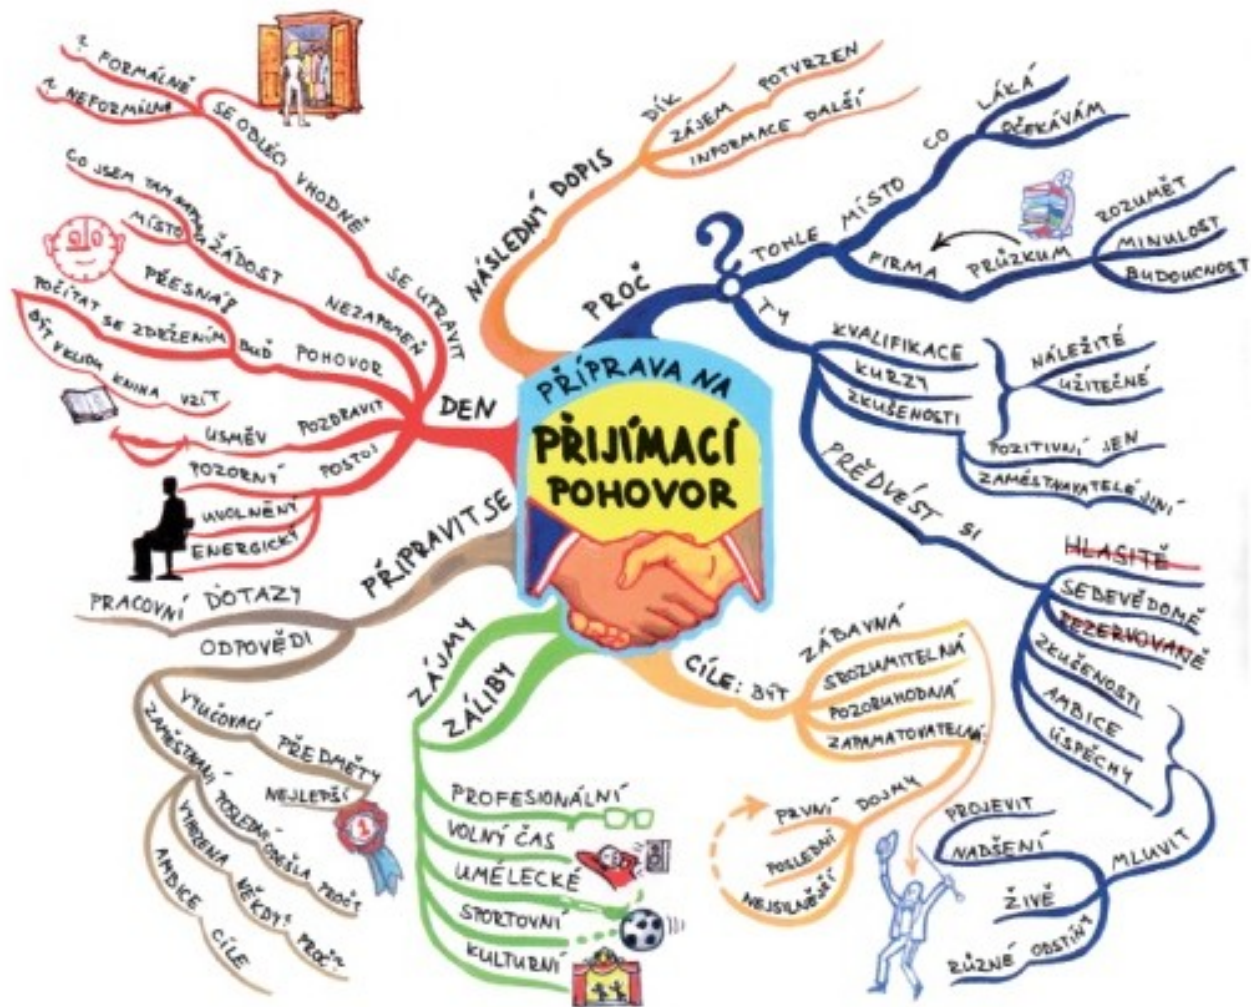 PŘÍPRAVA NA
PŘIJÍMACÍ
POHOVOR
PROČ
?
TOHLE
MÍSTO
CO
LÁKÁ
OČEKÁVÁM
FIRMA
PRŮZKUM
ROZUMĚT
MINULOST
BUDOUCNOST
TY
KVALIFIKACE
KURZY
ZKUŠENOSTI
NÁLEŽITÉ
UŽITEČNÉ
POZITIVNÍ JEN
ZAMĚSTNAVATELÉ JINÍ
PŘEDVÉST SI
HLASITĚ
SEBEVĚDOMĚ
REZERVOVANĚ
ZKUŠENOSTI
AMBICE
ÚSPĚCHY
MLUVIT
PROJEVIT
NADŠENÍ
ŽIVĚ
RŮZNÉ ODSTÍNY
CÍLE: BÝT
ZÁBAVNÁ
SROZUMITELNÁ
POZORUHODNÁ
ZAPAMATOVATELNÁ
DOJMY
PRVNÍ
POSLEDNÍ
NEJSILNĚJŠÍ
ZÁJMY
ZÁLIBY
PROFESIONÁLNÍ
VOLNÝ ČAS
UMĚLECKÉ
SPORTOVNÍ
KULTURNÍ
PŘIPRAVIT SE
DOTAZY
PRACOVNÍ
ODPOVĚDI
VYUČOVACÍ PŘEDMĚTY
NEJLEPŠÍ
1
ZAMĚSTNÁNÍ
POSLEDNÍ ODEŠLA PROČ?
VYHOZENA NĚKDY? PROČ?
AMBICE CÍLE
DEN
SE UPRAVIT
SE OBLÉCI VHODNĚ
? FORMÁLNĚ
? NEFORMÁLNĚ
NEZAPOMEŇ
ŽÁDOST
CO JSEM TAM NAPSALA
MÍSTO
POHOVOR
BUĎ
PŘESNÁ
POČÍTAT SE ZDRŽENÍM
BÝT V KLIDU KNIHA VZÍT
POZDRAVIT
ÚSMĚV
POSTOJ
POZORNÝ
UVOLNĚNÝ
ENERGICKÝ
NÁSLEDNÝ DOPIS
DÍK
ZÁJEM POTVRZEN
INFORMACE DALŠÍ